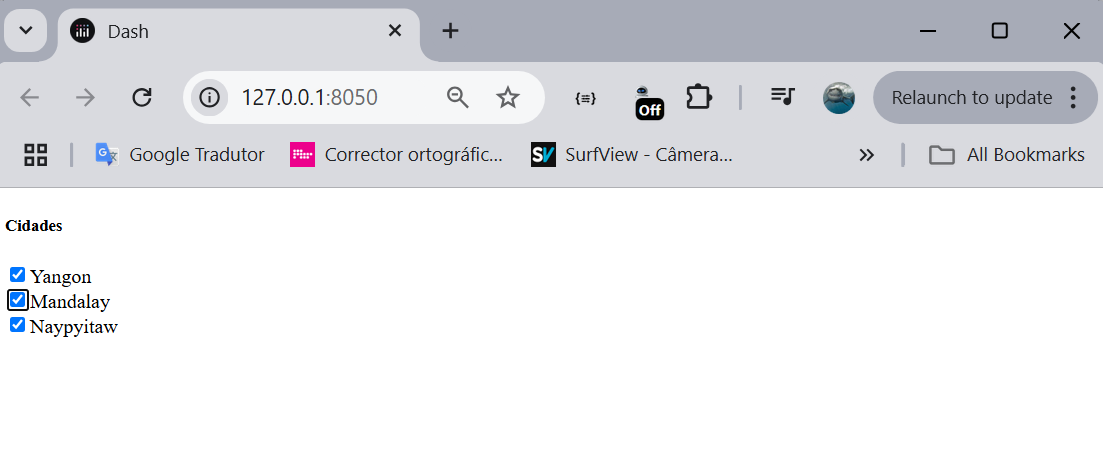 Dash
127.0.0.1:8050
Off
Relaunch to update
Google Tradutor
Corrector ortográfic...
SurfView - Câmera...
All Bookmarks
Cidades
Yangon
Mandalay
Naypyitaw